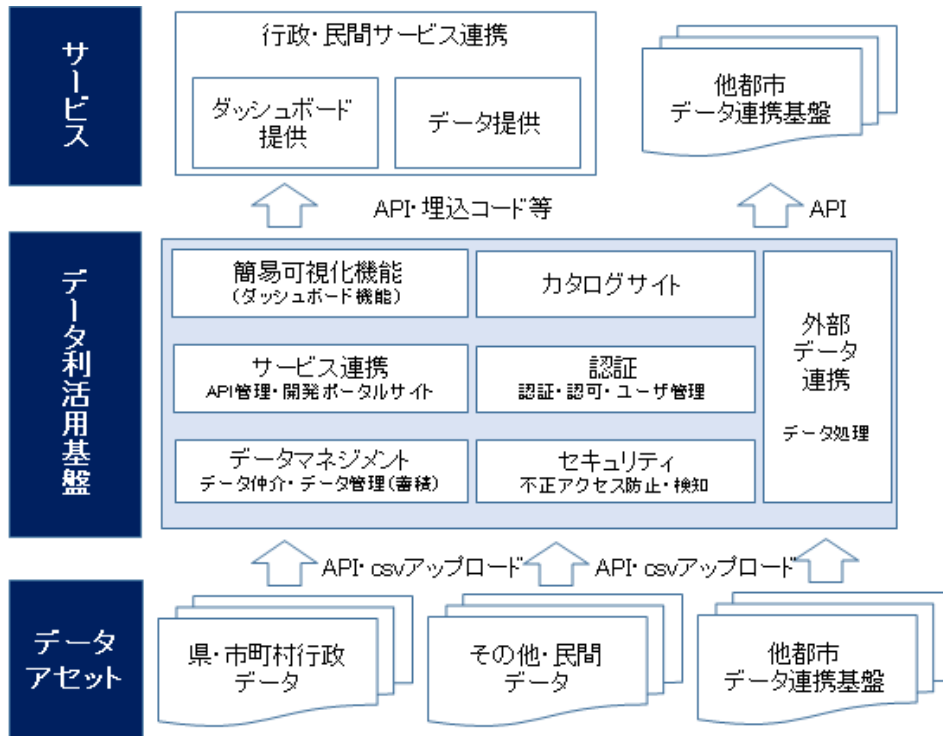 サービス
行政・民間サービス連携
ダッシュボード
提供
データ提供
他都市
データ連携基盤
API・埋込コード等
API
データ利活用基盤
簡易可視化機能
(ダッシュボード機能)
カタログサイト
外部
データ
連携
データ処理
サービス連携
API管理・開発ポータルサイト
認証
認証・認可・ユーザ管理
データマネジメント
データ仲介・データ管理(蓄積)
セキュリティ
不正アクセス防止・検知
API・csvアップロード
API・csvアップロード
データ
アセット
県・市町村行政
データ
その他・民間
データ
他都市
データ連携基盤